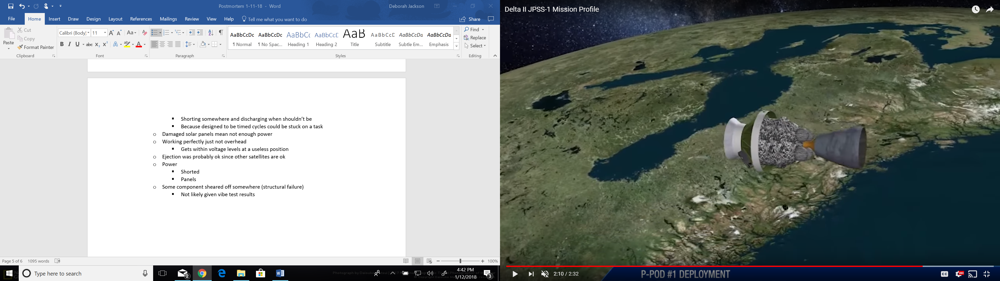 Postmortem 1-11-18 - Word
Deborah Jackson
File Home Insert Draw Design Layout References Mailings Review View Help Tell me what you want to do Share
Cut
Copy
Format Painter
Paste
Clipboard
Calibri (Body) 11
Font
Paragraph
AaBbCcDc AaBbCcDc AaBbCc AaBbCcD AaB AaBbCcD AaBbCcDa AaBbCcDa
¶ Normal ¶ No Spac... Heading 1 Heading 2 Title Subtitle Subtle Em... Emphasis
Styles
Find
Replace
Select
Editing
▪ Shorting somewhere and discharging when shouldn’t be
▪ Because designed to be timed cycles could be stuck on a task
o Damaged solar panels mean not enough power
o Working perfectly just not overhead
▪ Gets within voltage levels at a useless position
o Ejection was probably ok since other satellites are ok
o Power
▪ Shorted
▪ Panels
o Some component sheared off somewhere (structural failure)
▪ Not likely given vibe test results
Page 5 of 6 1095 words
100%
Type here to search
2
4:42 PM
1/12/2018
3
Delta II JPSS-1 Mission Profile
2:10 / 2:32
P-POD #1 DEPLOYMENT
CC HD